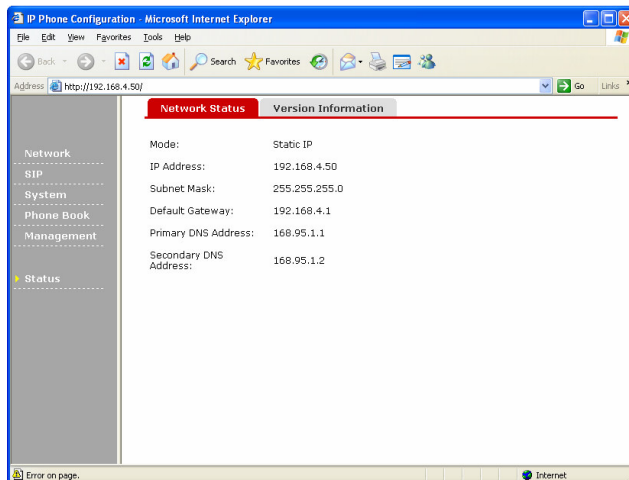 IP Phone Configuration - Microsoft Internet Explorer
File Edit View Favorites Tools Help
Back Search Favorites
Address http://192.168.4.50/ Go Links
Network Status Version Information
Network
SIP
System
Phone Book
Management
Status
Mode: Static IP
IP Address: 192.168.4.50
Subnet Mask: 255.255.255.0
Default Gateway: 192.168.4.1
Primary DNS Address: 168.95.1.1
Secondary DNS
Address: 168.95.1.2
Error on page. Internet